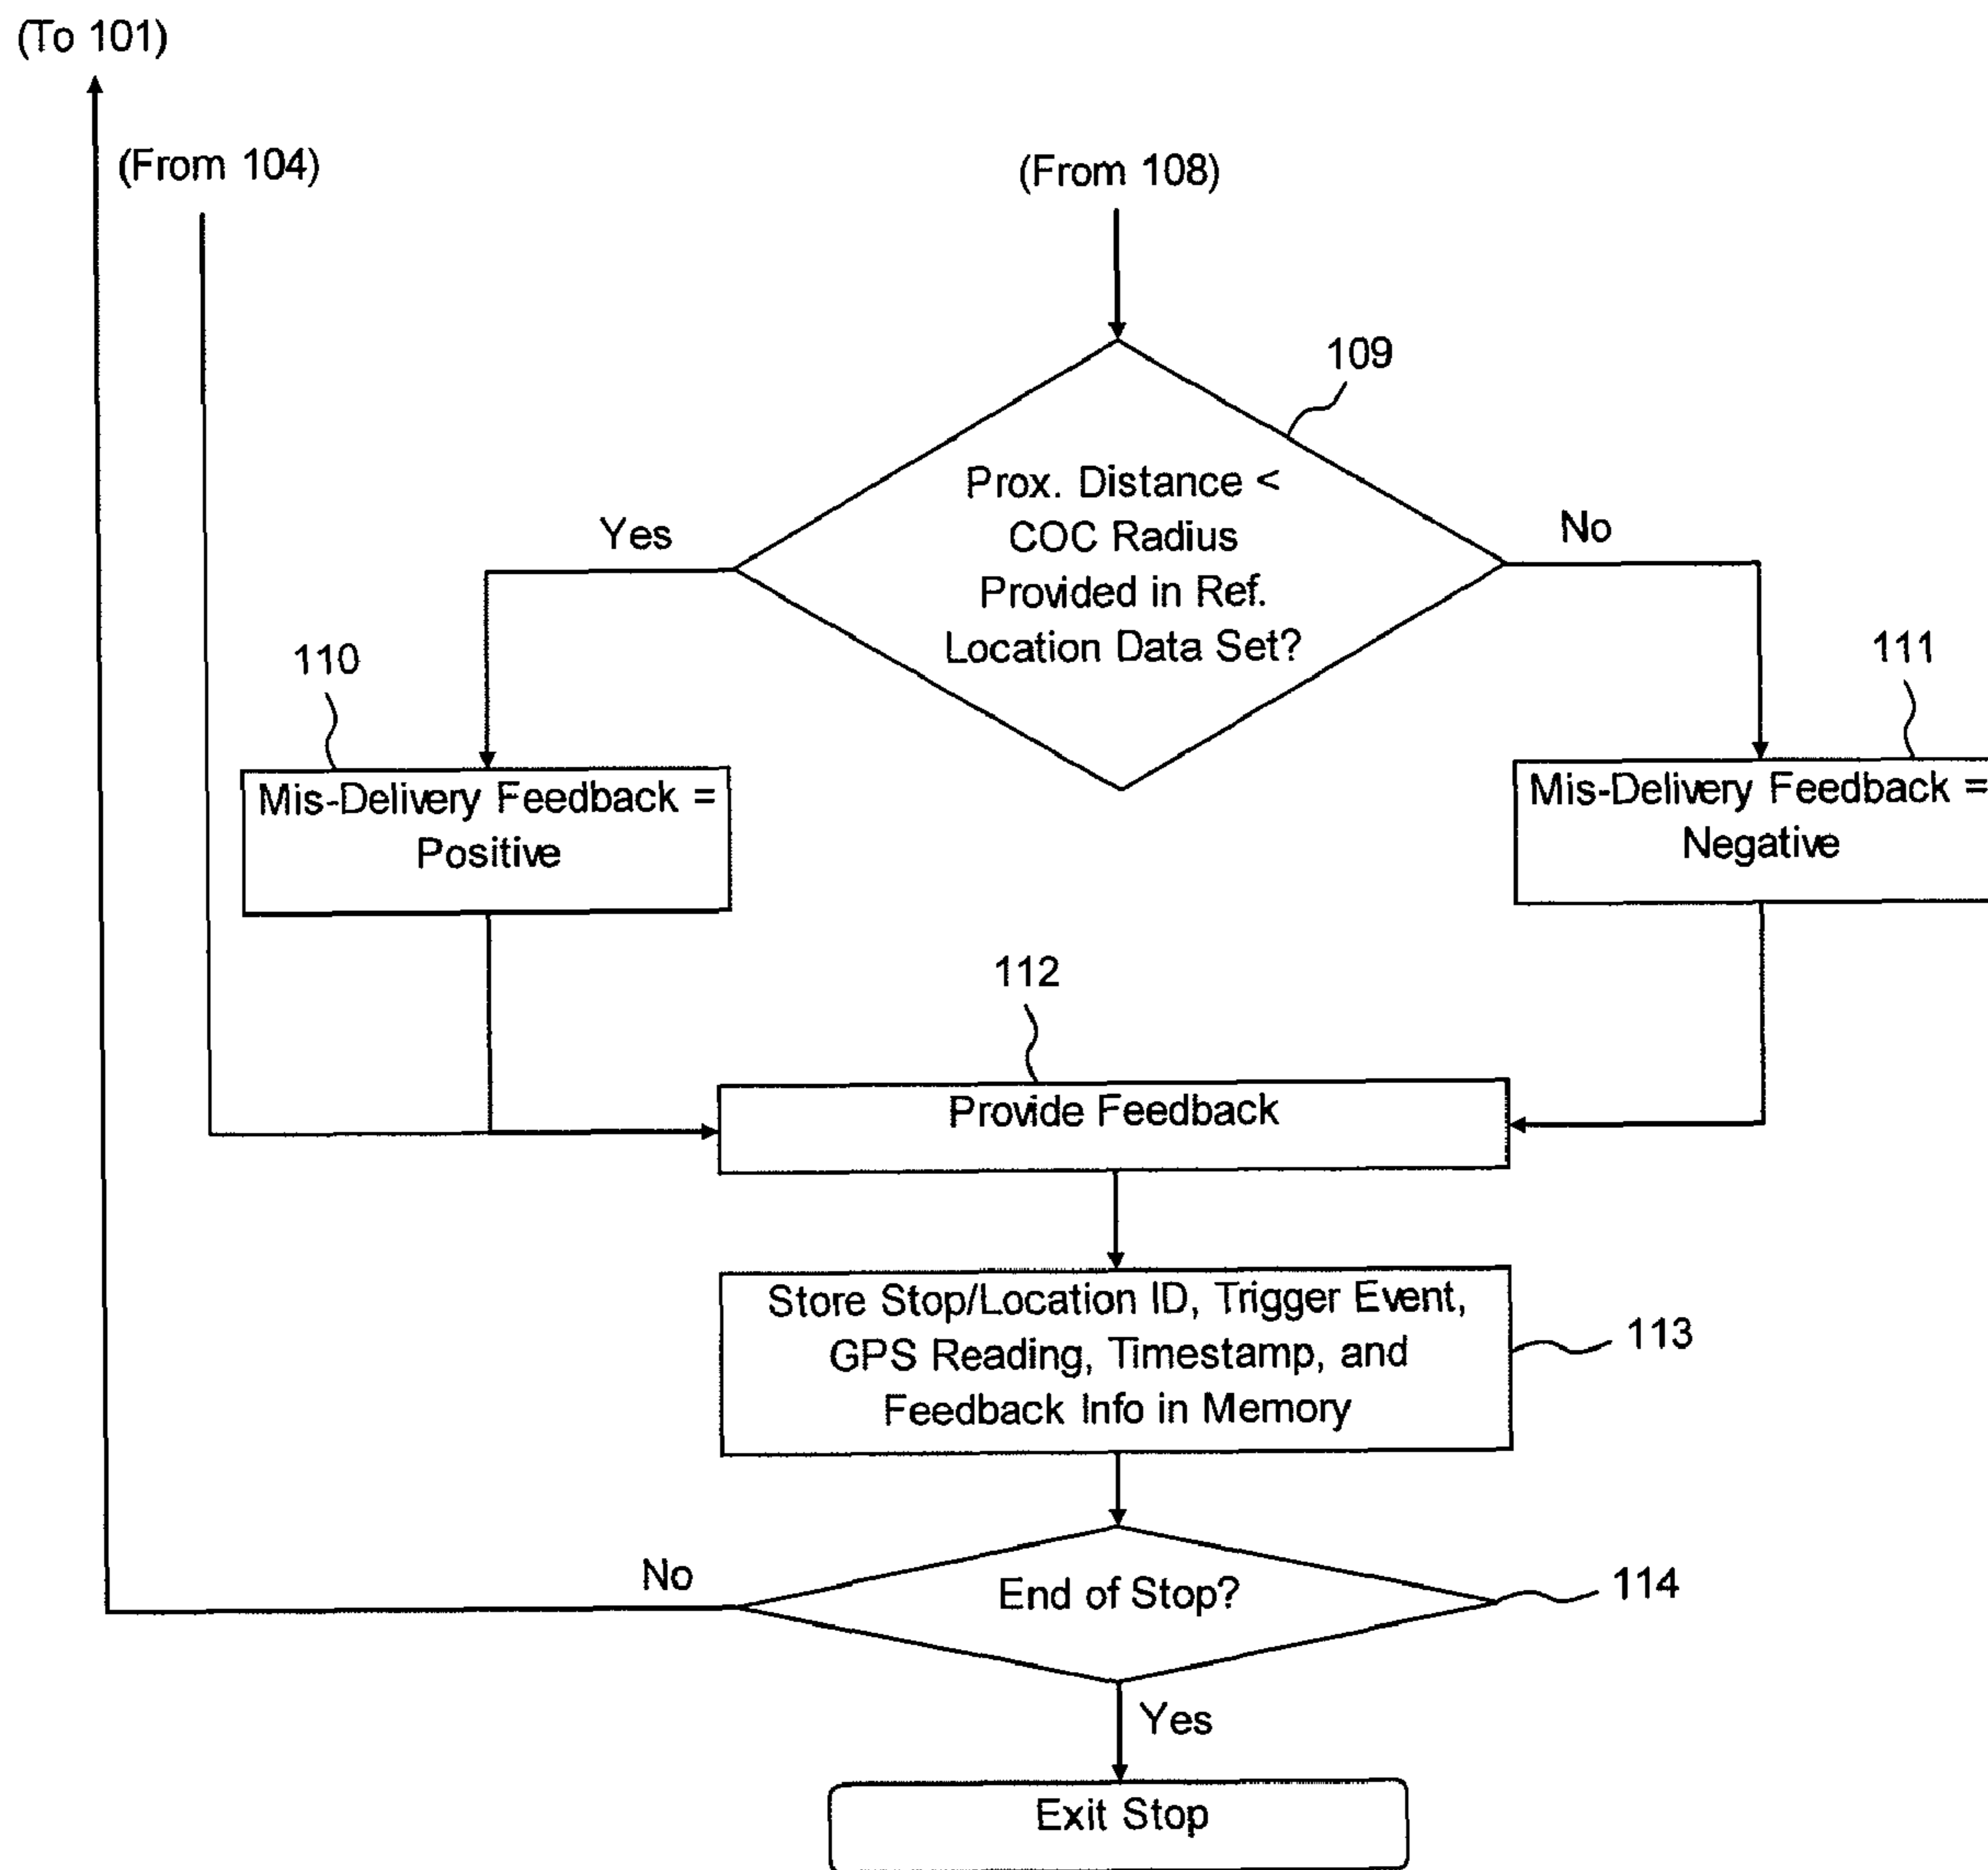 (To 101)
(From 104)
(From 108)
109
Prox. Distance <
COC Radius
Provided in Ref.
Location Data Set?
Yes
No
110
111
Mis-Delivery Feedback =
Positive
Mis-Delivery Feedback =
Negative
112
Provide Feedback
Store Stop/Location ID, Trigger Event,
GPS Reading, Timestamp, and
Feedback Info in Memory
113
No
End of Stop?
114
Yes
Exit Stop